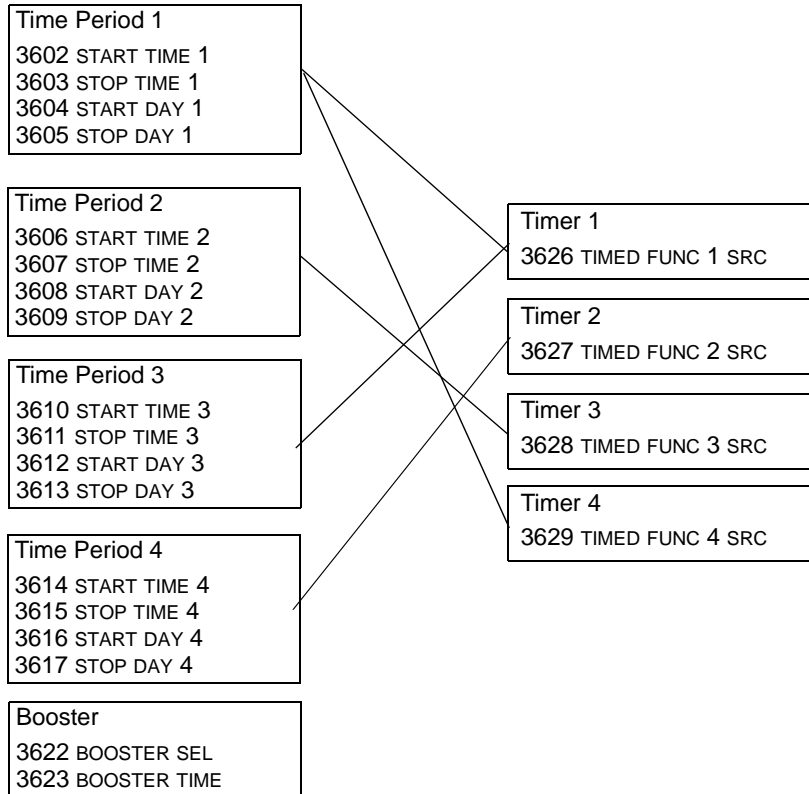 Time Period 1
3602 START TIME 1
3603 STOP TIME 1
3604 START DAY 1
3605 STOP DAY 1
Time Period 2
3606 START TIME 2
3607 STOP TIME 2
3608 START DAY 2
3609 STOP DAY 2
Time Period 3
3610 START TIME 3
3611 STOP TIME 3
3612 START DAY 3
3613 STOP DAY 3
Time Period 4
3614 START TIME 4
3615 STOP TIME 4
3616 START DAY 4
3617 STOP DAY 4
Booster
3622 BOOSTER SEL
3623 BOOSTER TIME
Timer 1
3626 TIMED FUNC 1 SRC
Timer 2
3627 TIMED FUNC 2 SRC
Timer 3
3628 TIMED FUNC 3 SRC
Timer 4
3629 TIMED FUNC 4 SRC